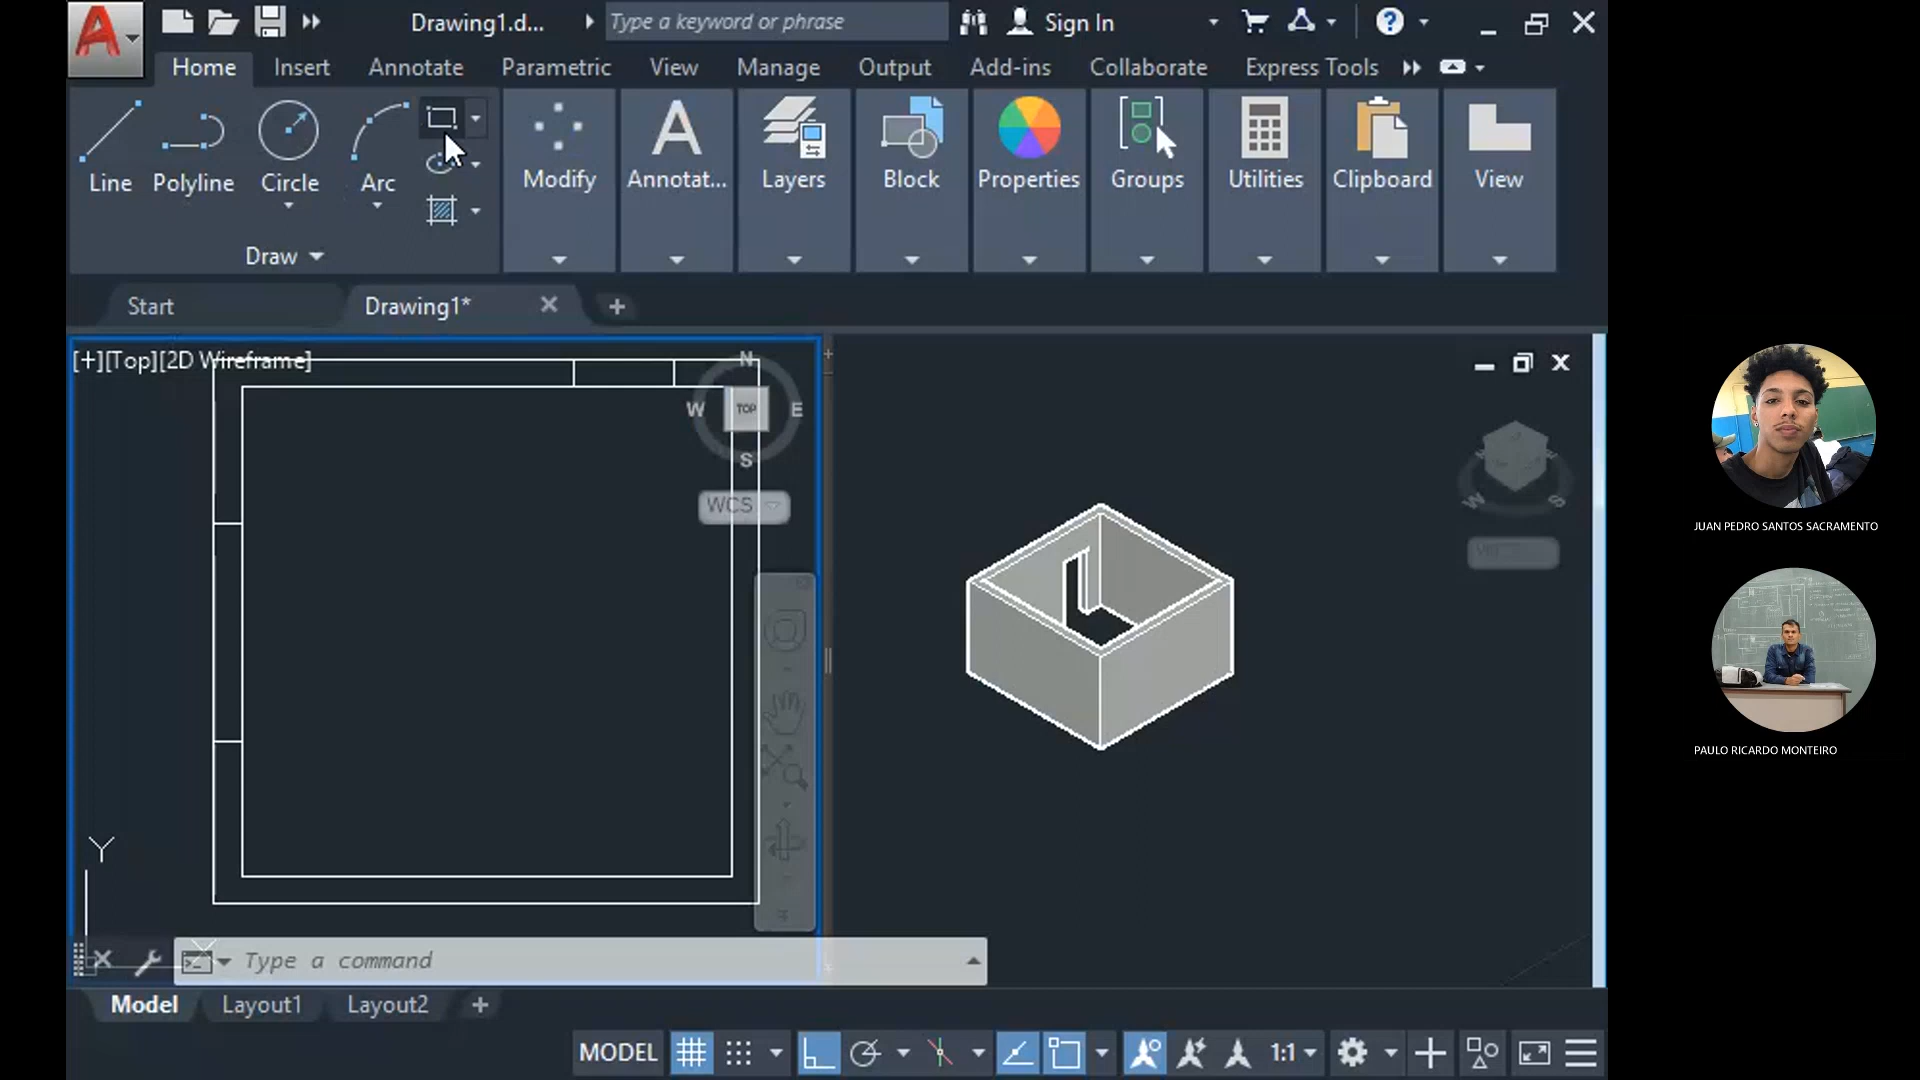 Drawing1.d...
Type a keyword or phrase
Sign In
Home
Insert
Annotate
Parametric
View
Manage
Output
Add-ins
Collaborate
Express Tools
Line
Polyline
Circle
Arc
Draw
Modify
Annotat...
Layers
Block
Properties
Groups
Utilities
Clipboard
View
Start
Drawing1*
[+][Top][2D Wireframe]
N
W
TOP
E
S
WCS
W
S
Y
X
Type a command
Model
Layout1
Layout2
MODEL
1:1
JUAN PEDRO SANTOS SACRAMENTO
PAULO RICARDO MONTEIRO